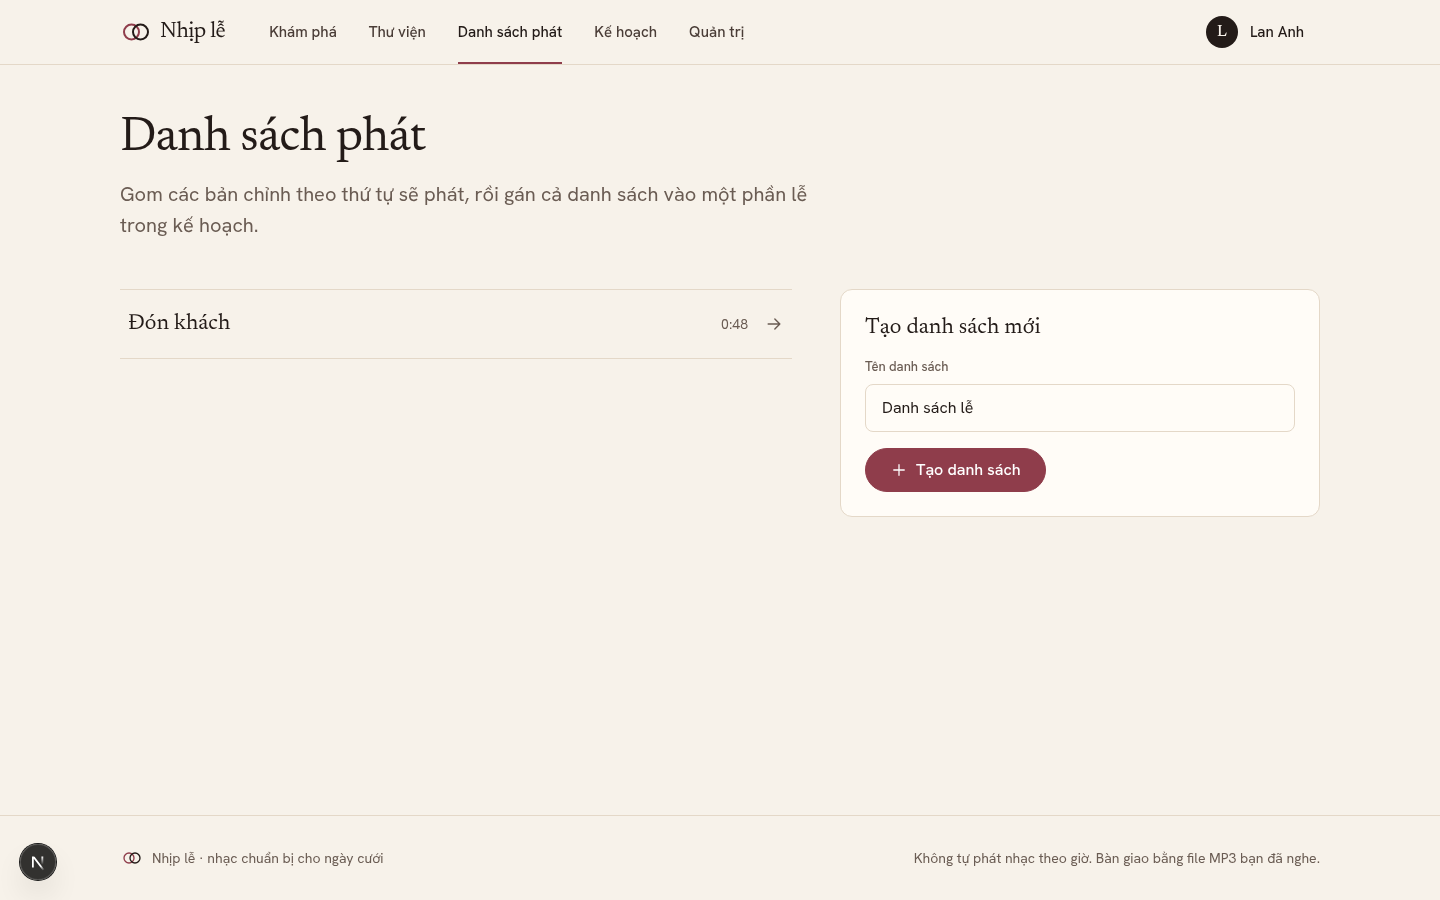 Nhịp lễ
Khám phá
Thư viện
Danh sách phát
Kế hoạch
Quản trị
L
Lan Anh
Danh sách phát
Gom các bản chỉnh theo thứ tự sẽ phát, rồi gán cả danh sách vào một phần lễ
trong kế hoạch.
Đón khách
0:48
Tạo danh sách mới
Tên danh sách
Danh sách lễ
Tạo danh sách
N
Nhịp lễ · nhạc chuẩn bị cho ngày cưới
Không tự phát nhạc theo giờ. Bàn giao bằng file MP3 bạn đã nghe.